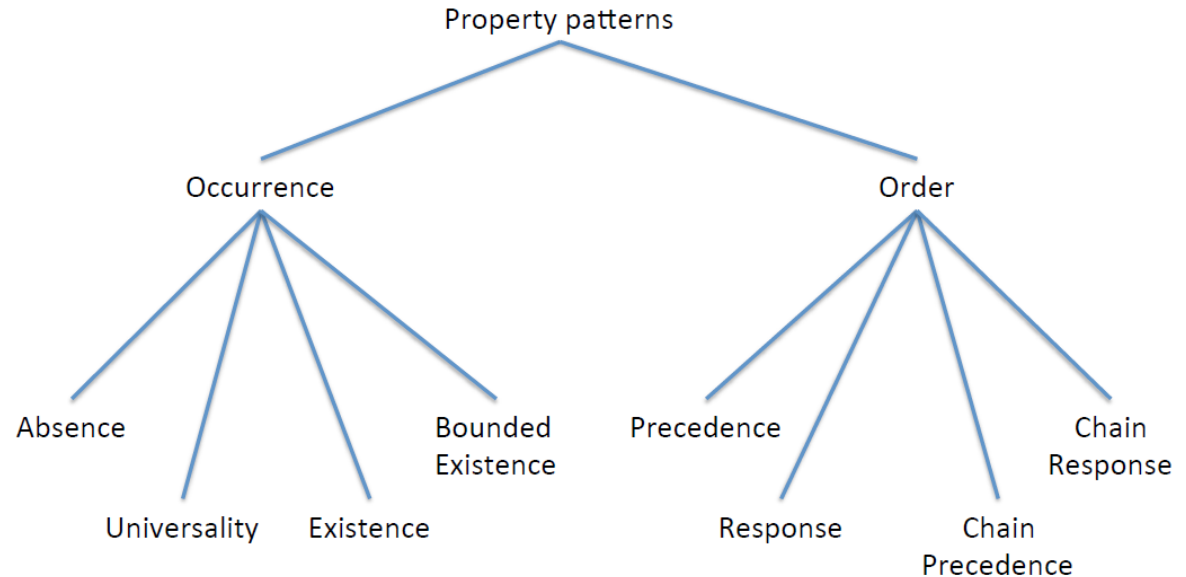 Property patterns
Occurrence
Order
Absence
Bounded
Existence
Precedence
Chain
Response
Universality
Existence
Response
Chain
Precedence